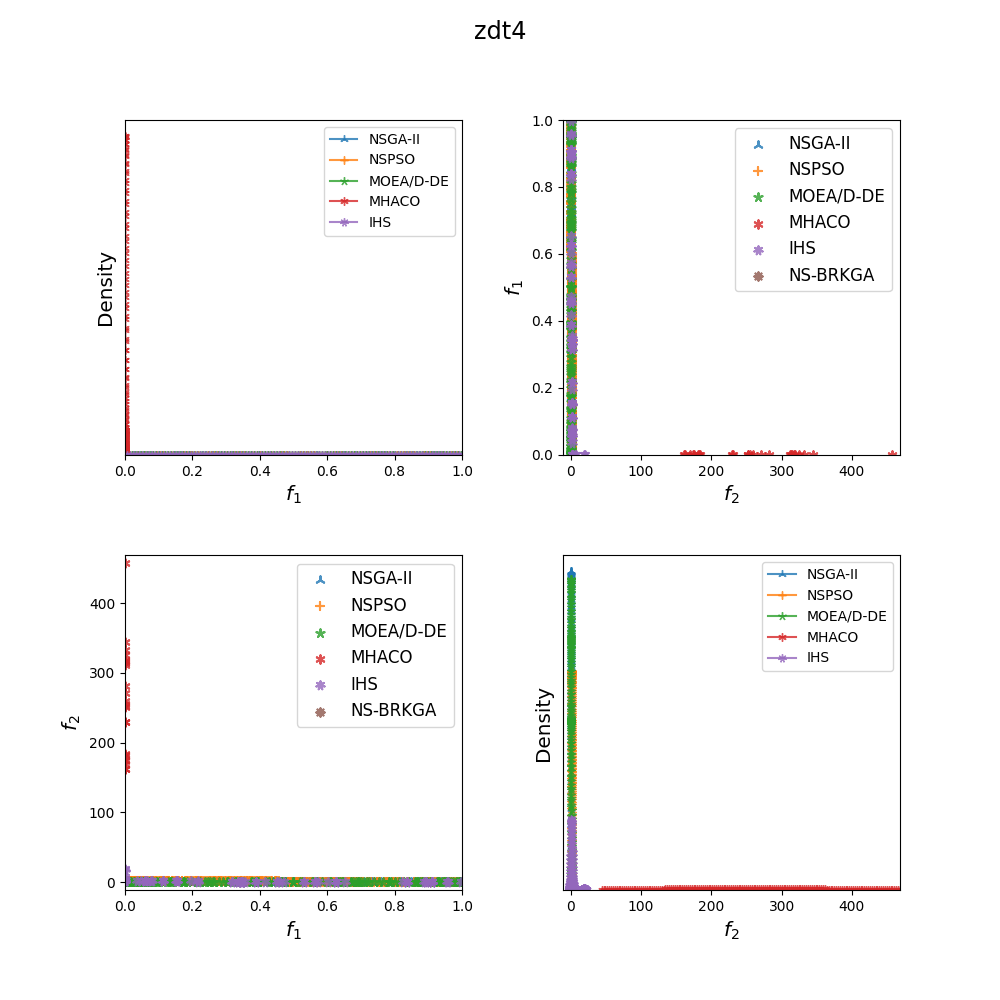 zdt4
Density
NSGA-II
NSPSO
MOEA/D-DE
MHACO
IHS
0.0 0.2 0.4 0.6 0.8 1.0
f1
f1
1.0
0.8
0.6
0.4
0.2
0.0
NSGA-II
NSPSO
MOEA/D-DE
MHACO
IHS
NS-BRKGA
0 100 200 300 400
f2
f2
400
300
200
100
0
NSGA-II
NSPSO
MOEA/D-DE
MHACO
IHS
NS-BRKGA
0.0 0.2 0.4 0.6 0.8 1.0
f1
Density
NSGA-II
NSPSO
MOEA/D-DE
MHACO
IHS
0 100 200 300 400
f2